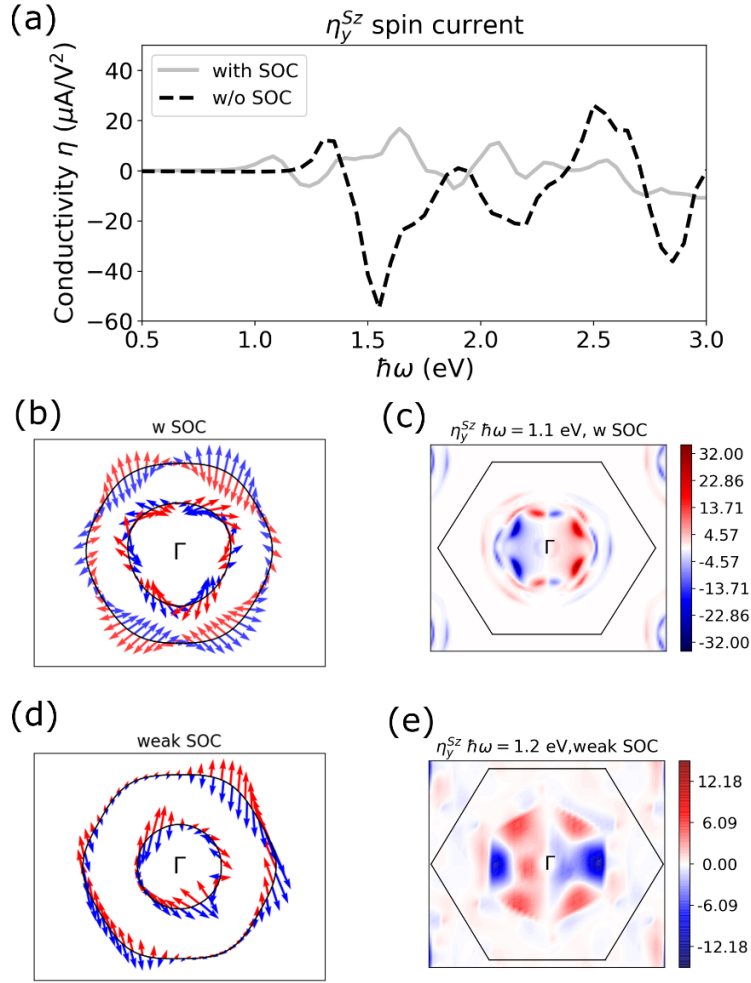 (a)
η_y^{Sz} spin current
with SOC
w/o SOC
Conductivity η (μA/V²)
40
20
0
−20
−40
−60
0.5 1.0 1.5 2.0 2.5 3.0
ħω (eV)
(b)
w SOC
Γ
(c)
η_y^{Sz} ħω = 1.1 eV, w SOC
Γ
32.00
22.86
13.71
4.57
−4.57
−13.71
−22.86
−32.00
(d)
weak SOC
Γ
(e)
η_y^{Sz} ħω = 1.2 eV,weak SOC
Γ
12.18
6.09
0.00
−6.09
−12.18